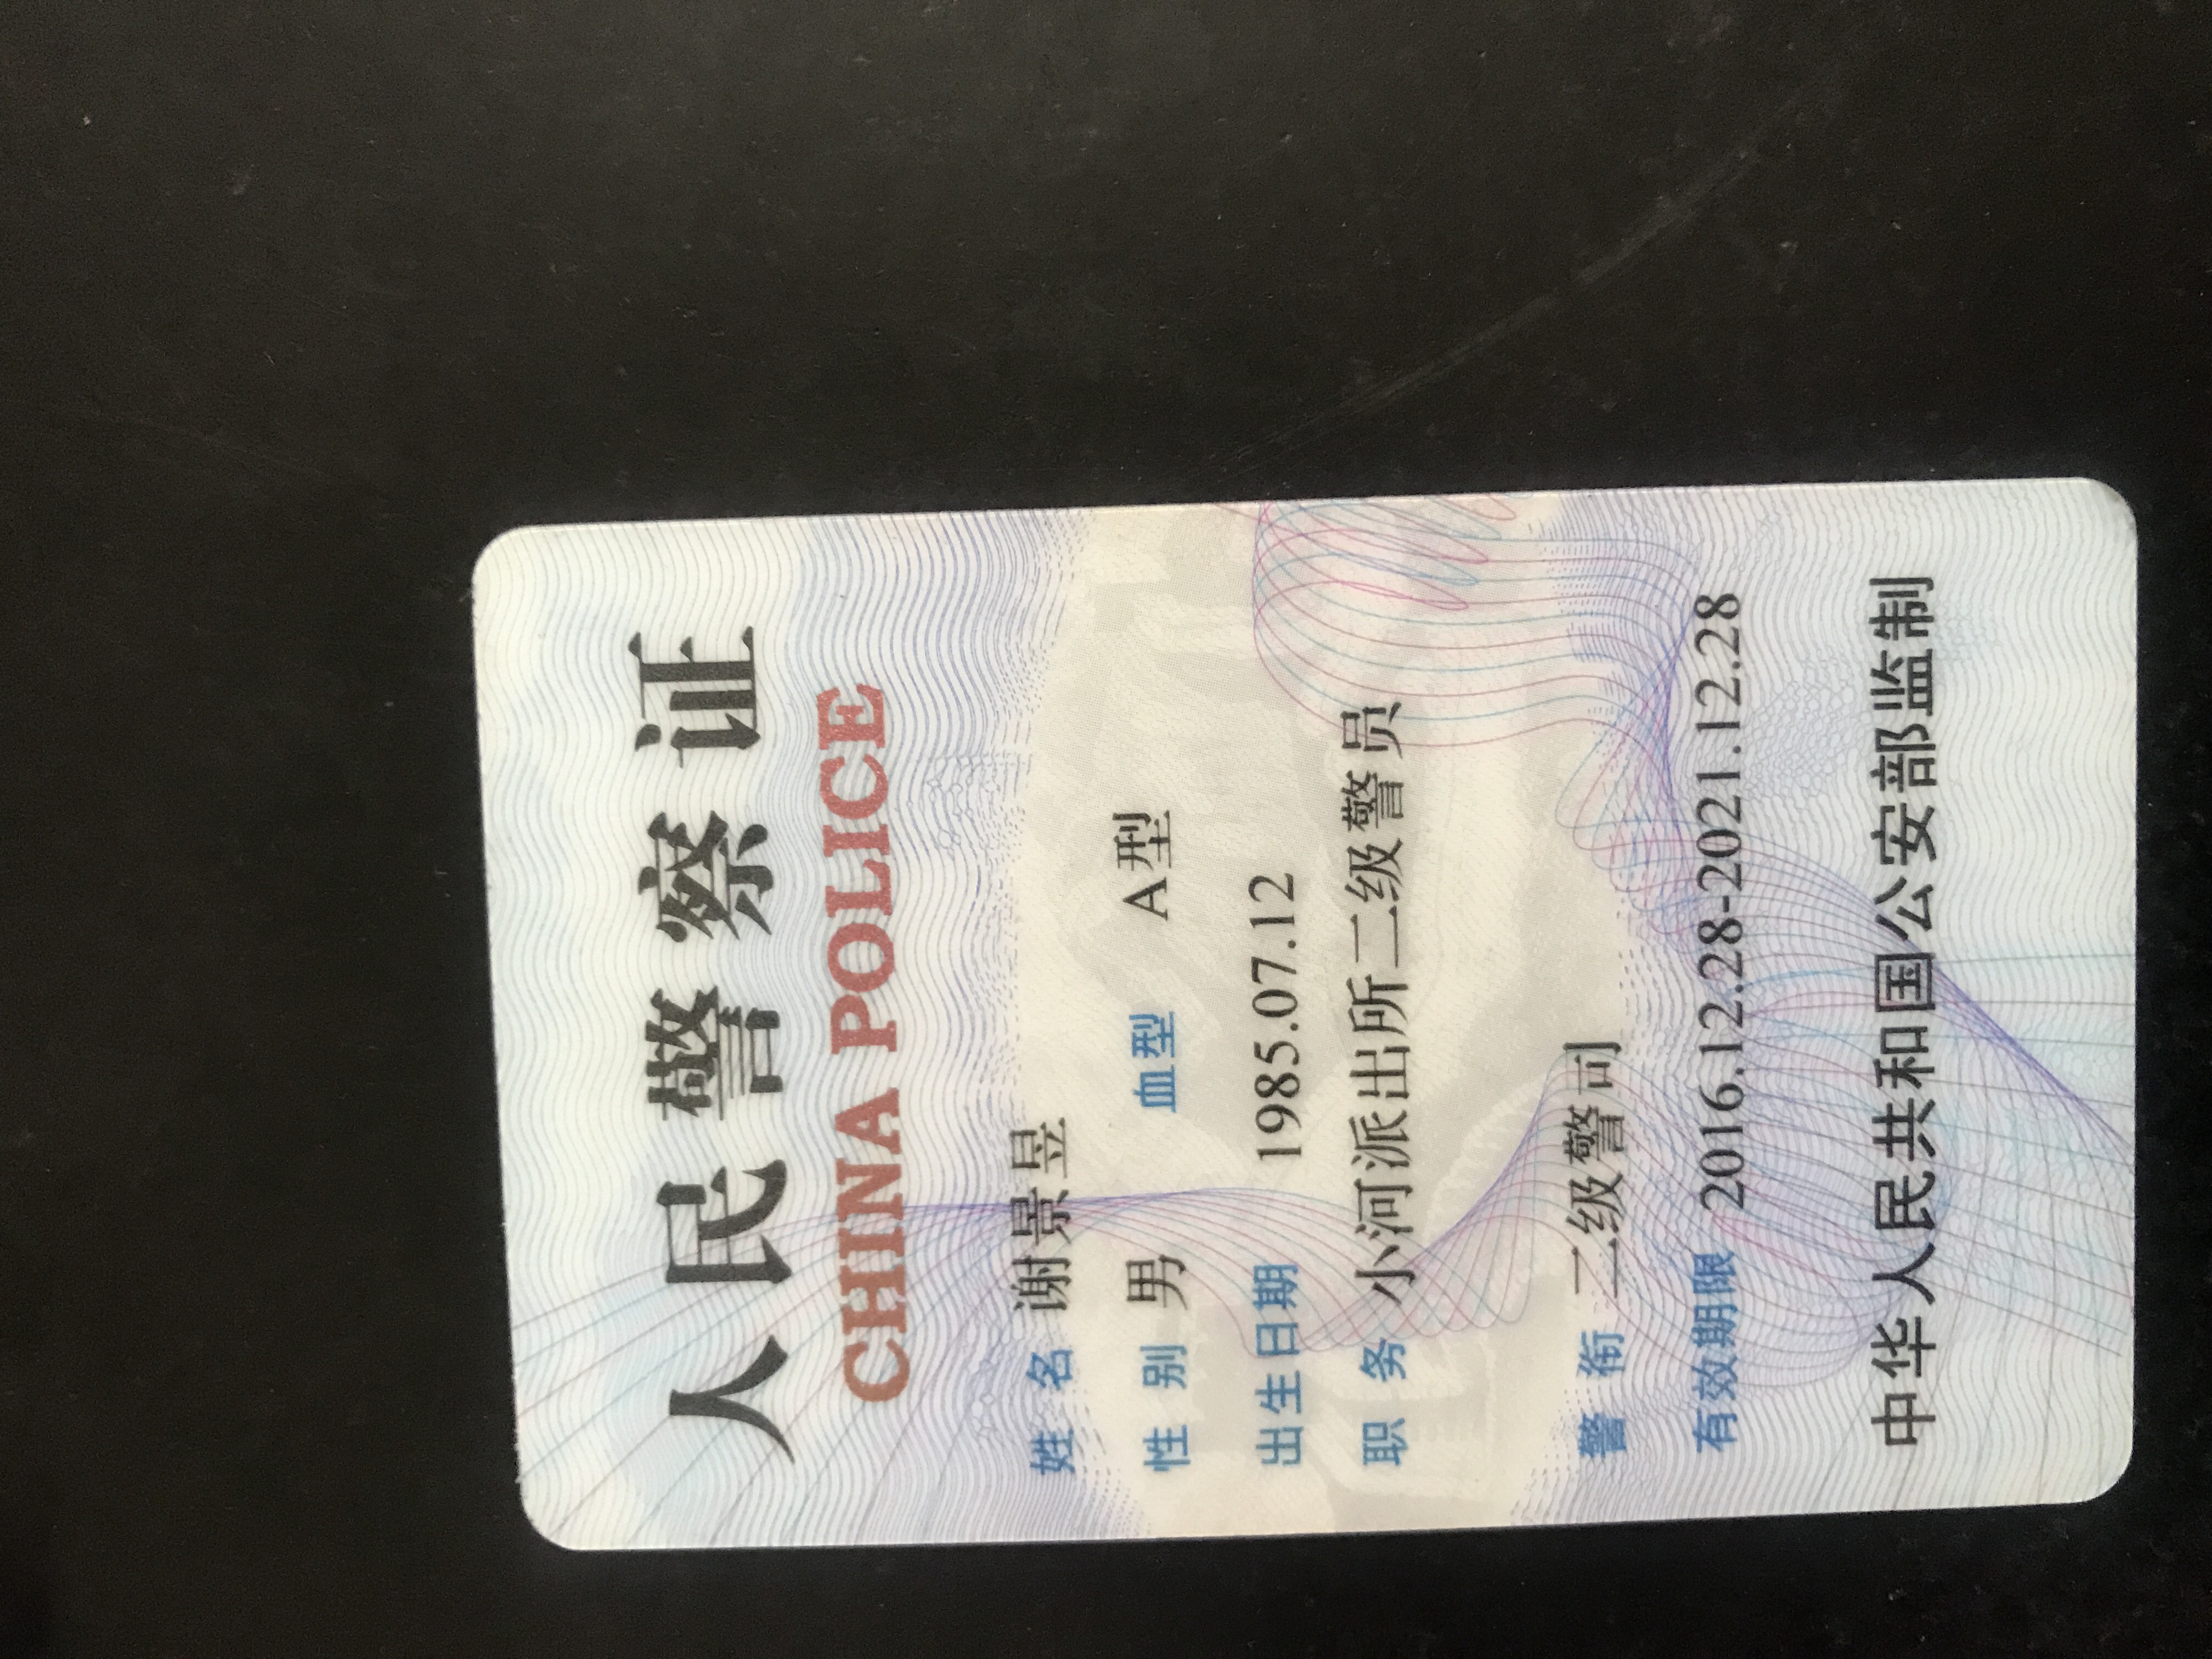 人民警察证
CHINA POLICE
姓 名 谢景昱
性 别 男 血型 A型
出生日期 1985.07.12
职 务 小河派出所二级警员
警 衔 二级警司
有效期限 2016.12.28-2021.12.28
中华人民共和国公安部监制